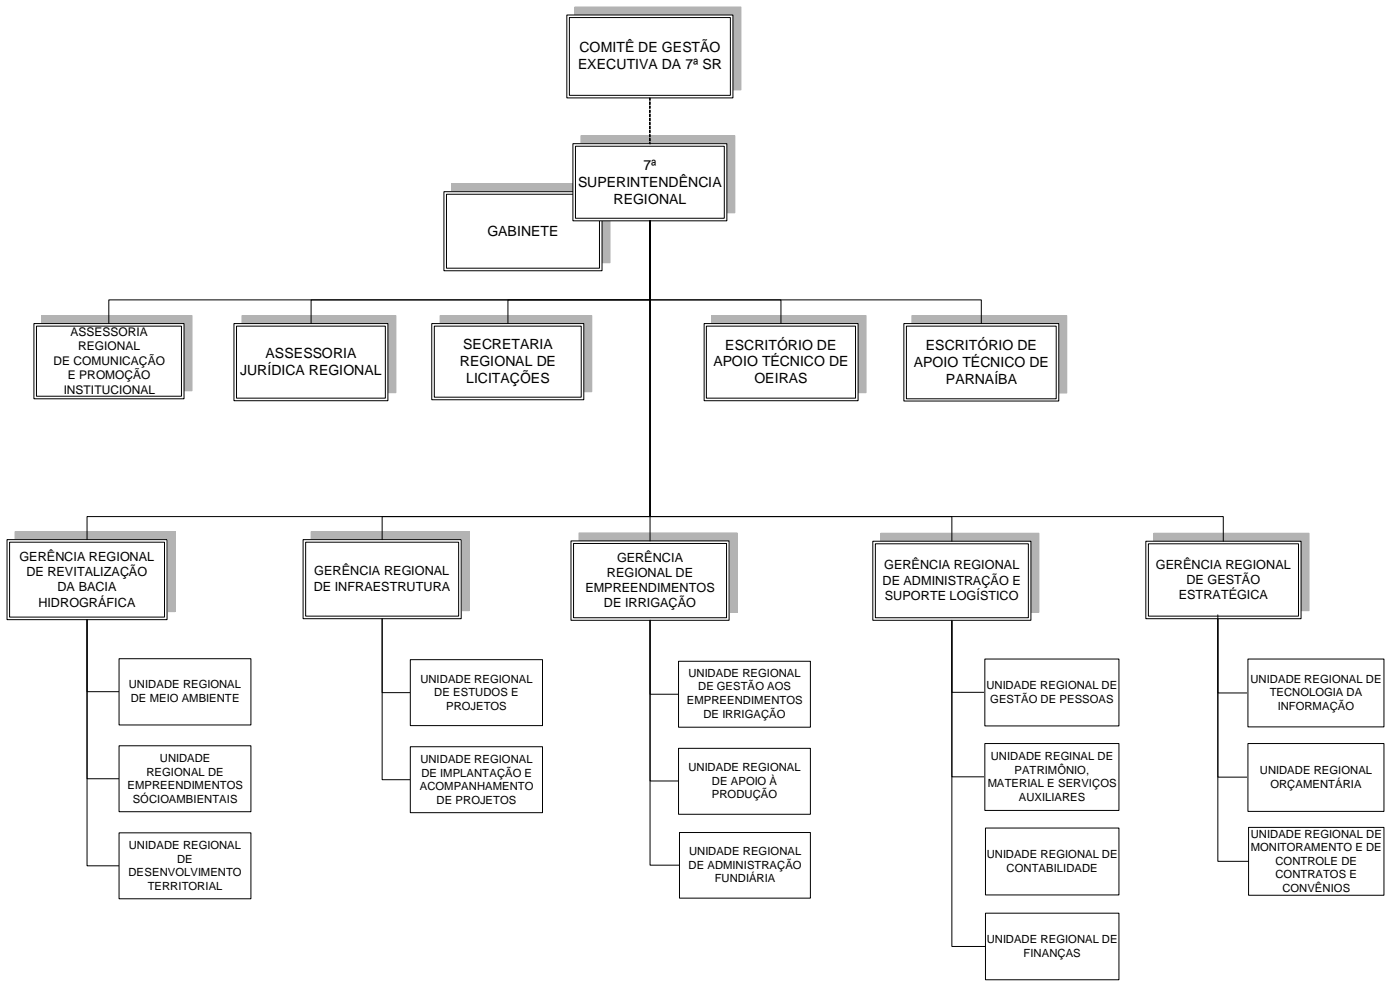 COMITÊ DE GESTÃO
EXECUTIVA DA 7ª SR
7ª
SUPERINTENDÊNCIA
REGIONAL
GABINETE
ASSESSORIA
REGIONAL
DE COMUNICAÇÃO
E PROMOÇÃO
INSTITUCIONAL
ASSESSORIA
JURÍDICA REGIONAL
SECRETARIA
REGIONAL DE
LICITAÇÕES
ESCRITÓRIO DE
APOIO TÉCNICO DE
OEIRAS
ESCRITÓRIO DE
APOIO TÉCNICO DE
PARNAÍBA
GERÊNCIA REGIONAL
DE REVITALIZAÇÃO
DA BACIA
HIDROGRÁFICA
GERÊNCIA REGIONAL
DE INFRAESTRUTURA
GERÊNCIA
REGIONAL DE
EMPREENDIMENTOS
DE IRRIGAÇÃO
GERÊNCIA REGIONAL
DE ADMINISTRAÇÃO E
SUPORTE LOGÍSTICO
GERÊNCIA REGIONAL
DE GESTÃO
ESTRATÉGICA
UNIDADE REGIONAL
DE MEIO AMBIENTE
UNIDADE
REGIONAL DE
EMPREENDIMENTOS
SÓCIOAMBIENTAIS
UNIDADE REGIONAL
DE
DESENVOLVIMENTO
TERRITORIAL
UNIDADE REGIONAL
DE ESTUDOS E
PROJETOS
UNIDADE REGIONAL
DE IMPLANTAÇÃO E
ACOMPANHAMENTO
DE PROJETOS
UNIDADE REGIONAL
DE GESTÃO AOS
EMPREENDIMENTOS
DE IRRIGAÇÃO
UNIDADE REGIONAL
DE APOIO À
PRODUÇÃO
UNIDADE REGIONAL
DE ADMINISTRAÇÃO
FUNDIÁRIA
UNIDADE REGIONAL DE
GESTÃO DE PESSOAS
UNIDADE REGINAL DE
PATRIMÔNIO,
MATERIAL E SERVIÇOS
AUXILIARES
UNIDADE REGIONAL DE
CONTABILIDADE
UNIDADE REGIONAL DE
FINANÇAS
UNIDADE REGIONAL DE
TECNOLOGIA DA
INFORMAÇÃO
UNIDADE REGIONAL
ORÇAMENTÁRIA
UNIDADE REGIONAL DE
MONITORAMENTO E DE
CONTROLE DE
CONTRATOS E
CONVÊNIOS